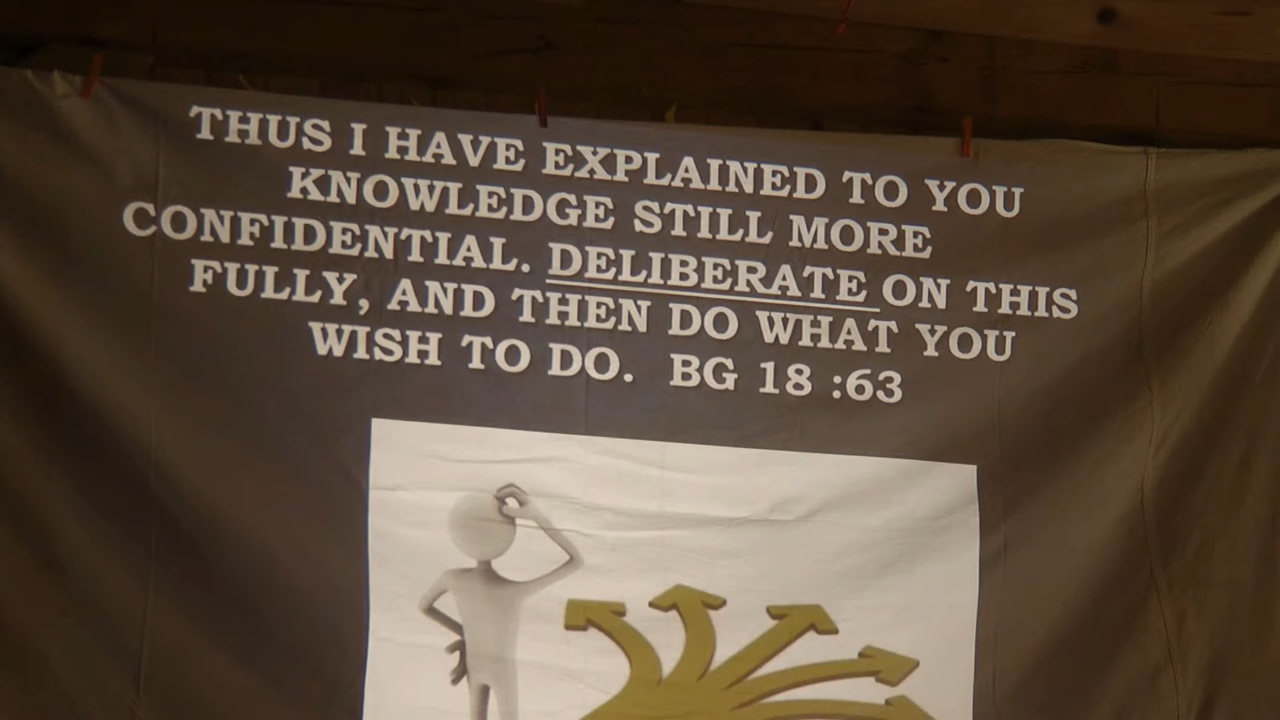 THUS I HAVE EXPLAINED TO YOU
KNOWLEDGE STILL MORE
CONFIDENTIAL. DELIBERATE ON THIS
FULLY, AND THEN DO WHAT YOU
WISH TO DO. BG 18 :63